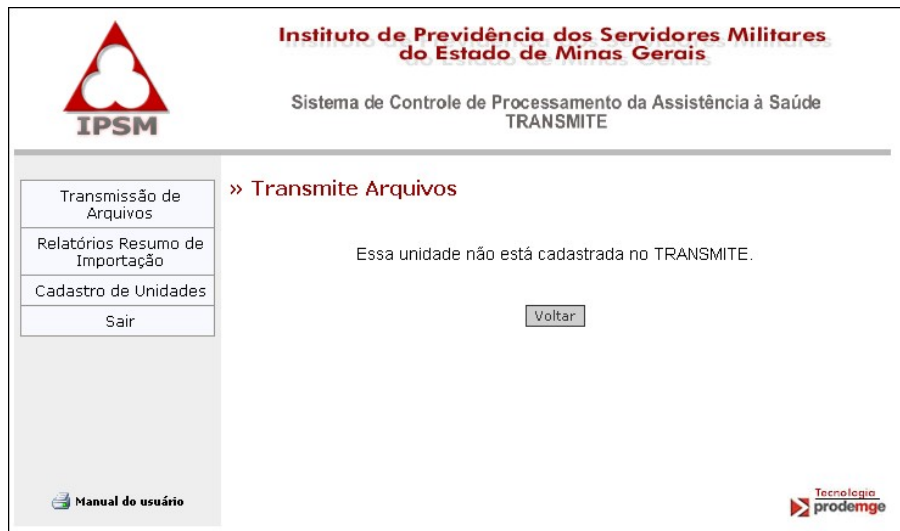 IPSM
Instituto de Previdência dos Servidores Militares
do Estado de Minas Gerais
Sistema de Controle de Processamento da Assistência à Saúde
TRANSMITE
Transmissão de
Arquivos
Relatórios Resumo de
Importação
Cadastro de Unidades
Sair
» Transmite Arquivos
Essa unidade não está cadastrada no TRANSMITE.
Voltar
Manual do usuário
Tecnologia
prodemge